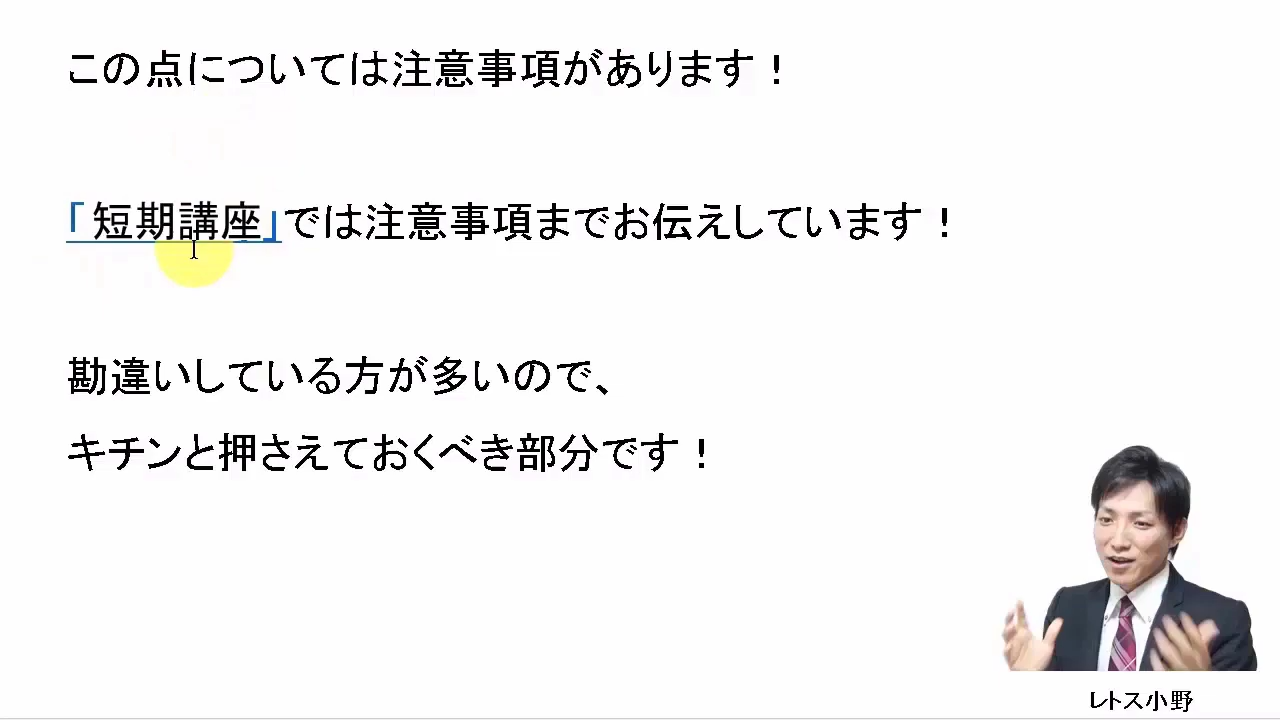 この点については注意事項があります！
「短期講座」では注意事項までお伝えしています！
勘違いしている方が多いので、
キチンと押さえておくべき部分です！
レトス小野